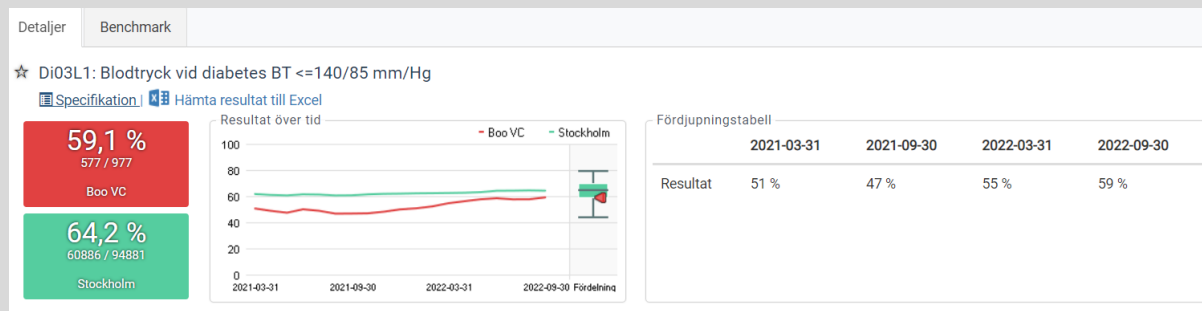 Detaljer
Benchmark
Di03L1: Blodtryck vid diabetes BT <=140/85 mm/Hg
Specifikation | Hämta resultat till Excel
59,1 %
577 / 977
Boo VC
64,2 %
60886 / 94881
Stockholm
Resultat över tid
Boo VC Stockholm
100
80
60
40
20
0
2021-03-31 2021-09-30 2022-03-31 2022-09-30 Fördelning
Fördjupningstabell
2021-03-31 2021-09-30 2022-03-31 2022-09-30
Resultat 51 % 47 % 55 % 59 %